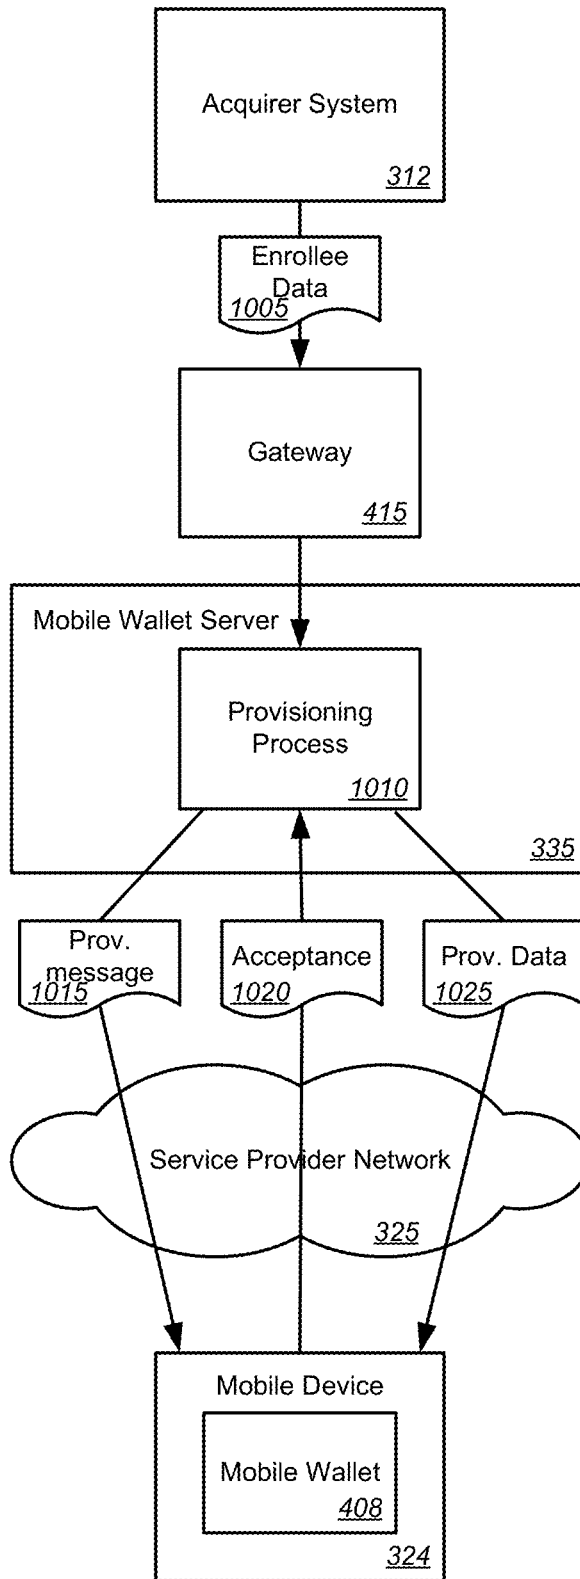 Acquirer System
312
Enrollee
Data
1005
Gateway
415
Mobile Wallet Server
Provisioning
Process
1010
335
Prov.
message
1015
Acceptance
1020
Prov. Data
1025
Service Provider Network
325
Mobile Device
Mobile Wallet
408
324